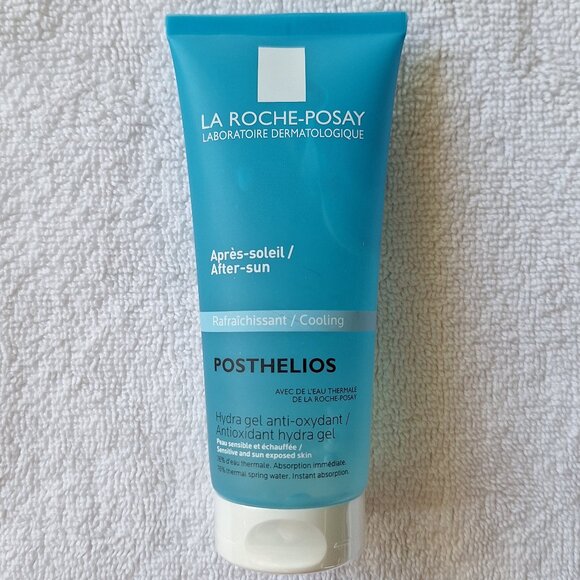 LA ROCHE-POSAY
LABORATOIRE DERMATOLOGIQUE
Après-soleil /
After-sun
Rafraîchissant / Cooling
POSTHELIOS
AVEC DE L'EAU THERMALE
DE LA ROCHE-POSAY
Hydra gel anti-oxydant /
Antioxidant hydra gel
Peau sensible et échauffée /
Sensitive and sun exposed skin
d'eau thermale. Absorption immédiate.
thermal spring water. Instant absorption.